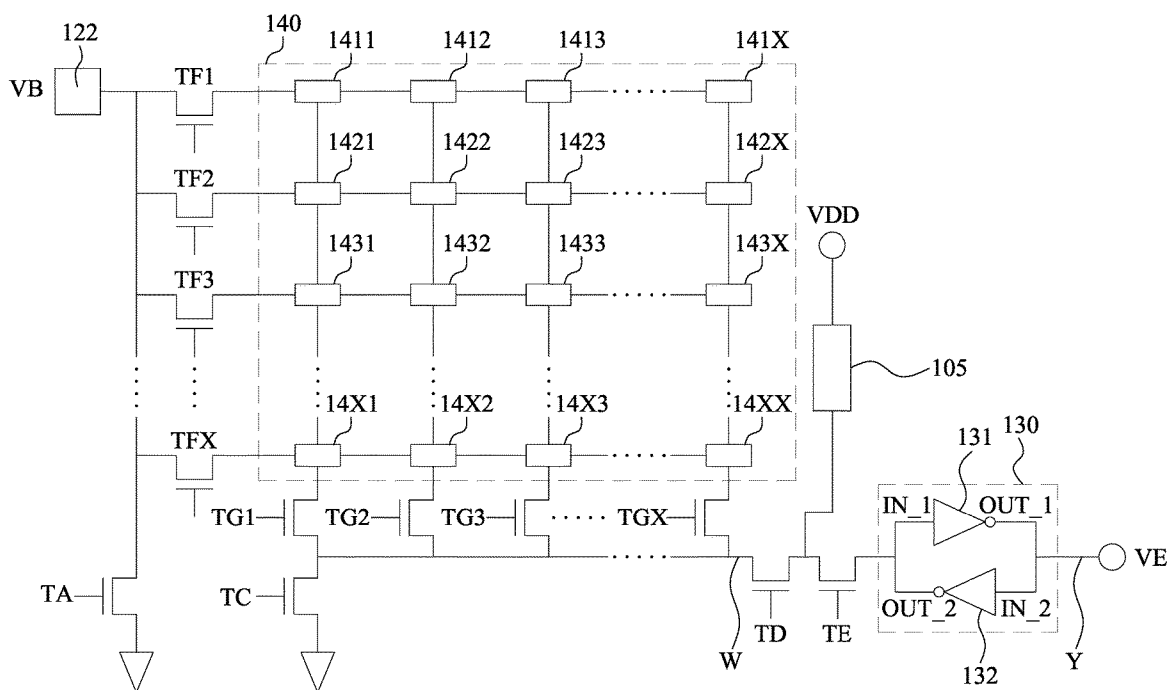 122
140
1411
1412
1413
141X
VB
TF1
1421
1422
1423
142X
TF2
VDD
1431
1432
1433
143X
TF3
105
14X1
14X2
14X3
14XX
TFX
131
130
IN_1
OUT_1
TG1
TG2
TG3
TGX
VE
TA
TC
OUT_2
IN_2
TD
TE
W
132
Y